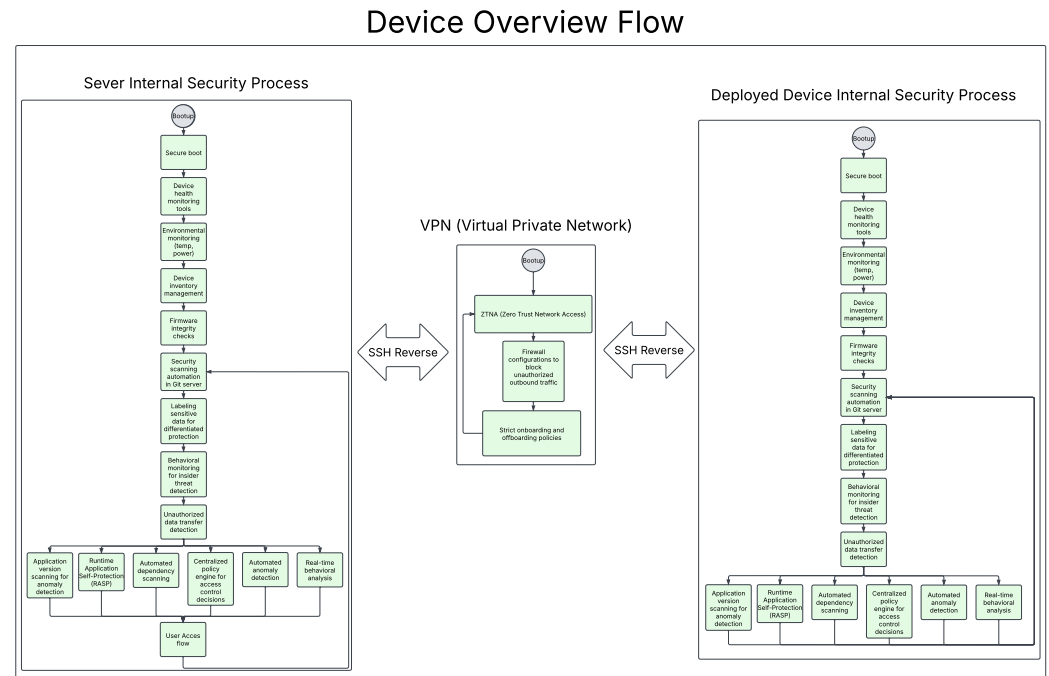 Device Overview Flow
Sever Internal Security Process
Bootup
Secure boot
Device
health
monitoring
tools
Environmental
monitoring
(temp,
power)
Device
inventory
management
Firmware
integrity
checks
Security
scanning
automation
in Git server
Labeling
sensitive
data for
differentiated
protection
Behavioral
monitoring
for insider
threat
detection
Unauthorized
data transfer
detection
Application
version
scanning for
anomaly
detection
Runtime
Application
Self-Protection
(RASP)
Automated
dependency
scanning
Centralized
policy
engine for
access
control
decisions
Automated
anomaly
detection
Real-time
behavioral
analysis
User Acces
flow
SSH Reverse
VPN (Virtual Private Network)
Bootup
ZTNA (Zero Trust Network Access)
Firewall
configurations to
block
unauthorized
outbound traffic
Strict onboarding and
offboarding policies
SSH Reverse
Deployed Device Internal Security Process
Bootup
Secure boot
Device
health
monitoring
tools
Environmental
monitoring
(temp,
power)
Device
inventory
management
Firmware
integrity
checks
Security
scanning
automation
in Git server
Labeling
sensitive
data for
differentiated
protection
Behavioral
monitoring
for insider
threat
detection
Unauthorized
data transfer
detection
Application
version
scanning for
anomaly
detection
Runtime
Application
Self-Protection
(RASP)
Automated
dependency
scanning
Centralized
policy
engine for
access
control
decisions
Automated
anomaly
detection
Real-time
behavioral
analysis